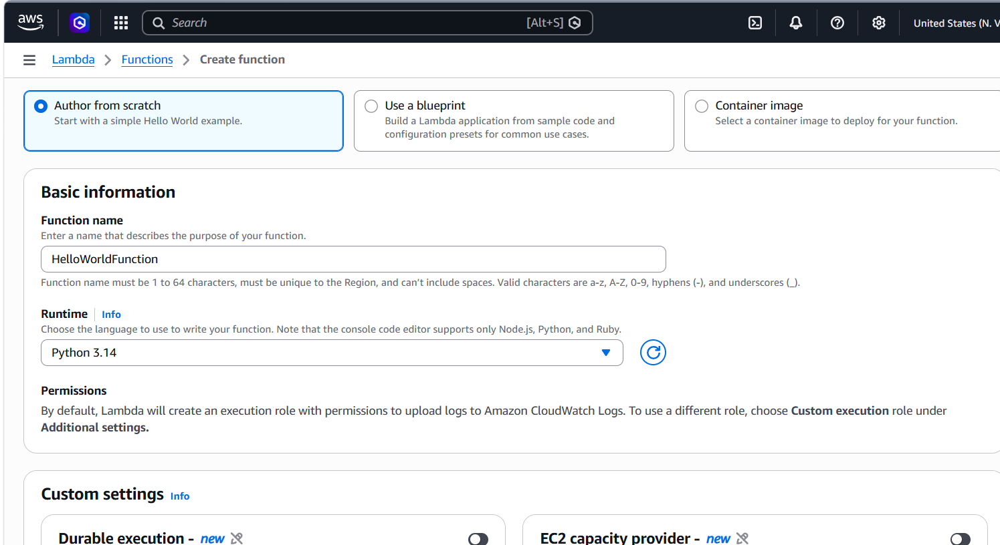 aws
Search [Alt+S]
United States (N. V
Lambda Functions Create function
Author from scratch
Start with a simple Hello World example.
Use a blueprint
Build a Lambda application from sample code and
configuration presets for common use cases.
Container image
Select a container image to deploy for your function.
Basic information
Function name
Enter a name that describes the purpose of your function.
HelloWorldFunction
Function name must be 1 to 64 characters, must be unique to the Region, and can’t include spaces. Valid characters are a-z, A-Z, 0-9, hyphens (-), and underscores (_).
Runtime Info
Choose the language to use to write your function. Note that the console code editor supports only Node.js, Python, and Ruby.
Python 3.14
Permissions
By default, Lambda will create an execution role with permissions to upload logs to Amazon CloudWatch Logs. To use a different role, choose Custom execution role under
Additional settings.
Custom settings Info
Durable execution - new
EC2 capacity provider - new